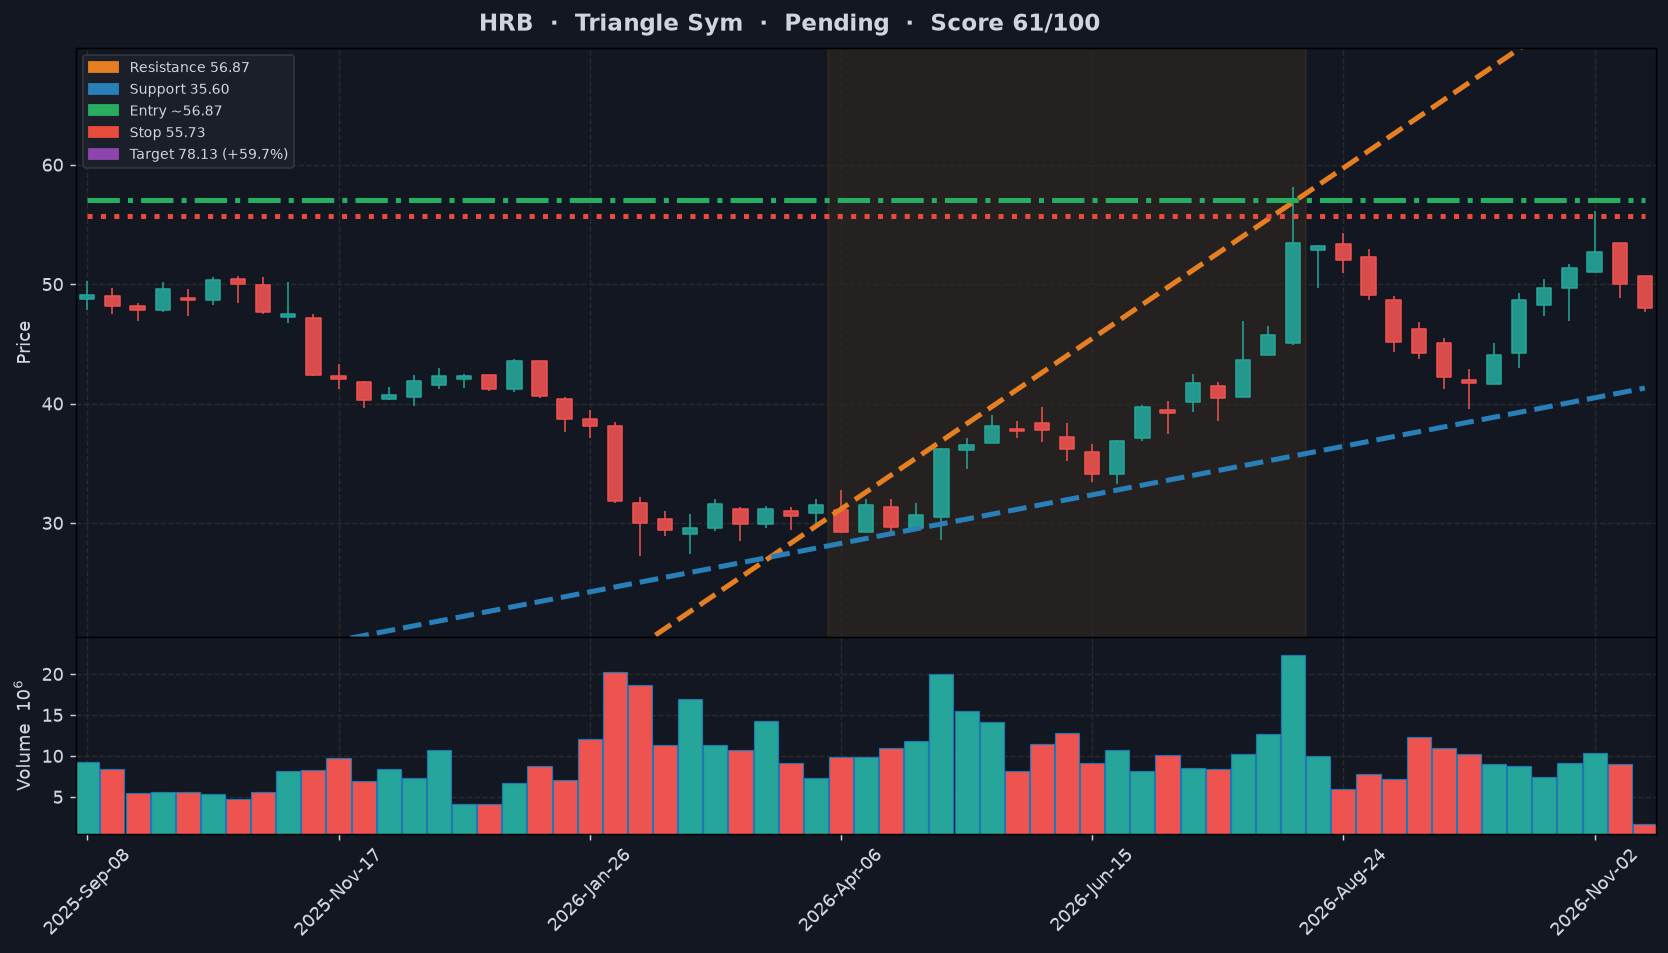 HRB · Triangle Sym · Pending · Score 61/100
Resistance 56.87
Support 35.60
Entry ~56.87
Stop 55.73
Target 78.13 (+59.7%)
Price
60
50
40
30
Volume 10⁶
20
15
10
5
2025-Sep-08
2025-Nov-17
2026-Jan-26
2026-Apr-06
2026-Jun-15
2026-Aug-24
2026-Nov-02